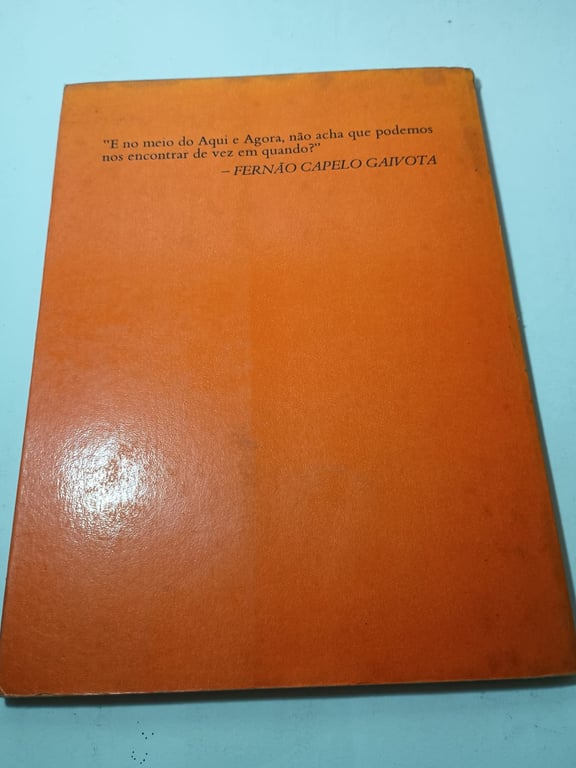 "E no meio do Aqui e Agora, não acha que podemos
nos encontrar de vez em quando?"
– FERNÃO CAPELO GAIVOTA